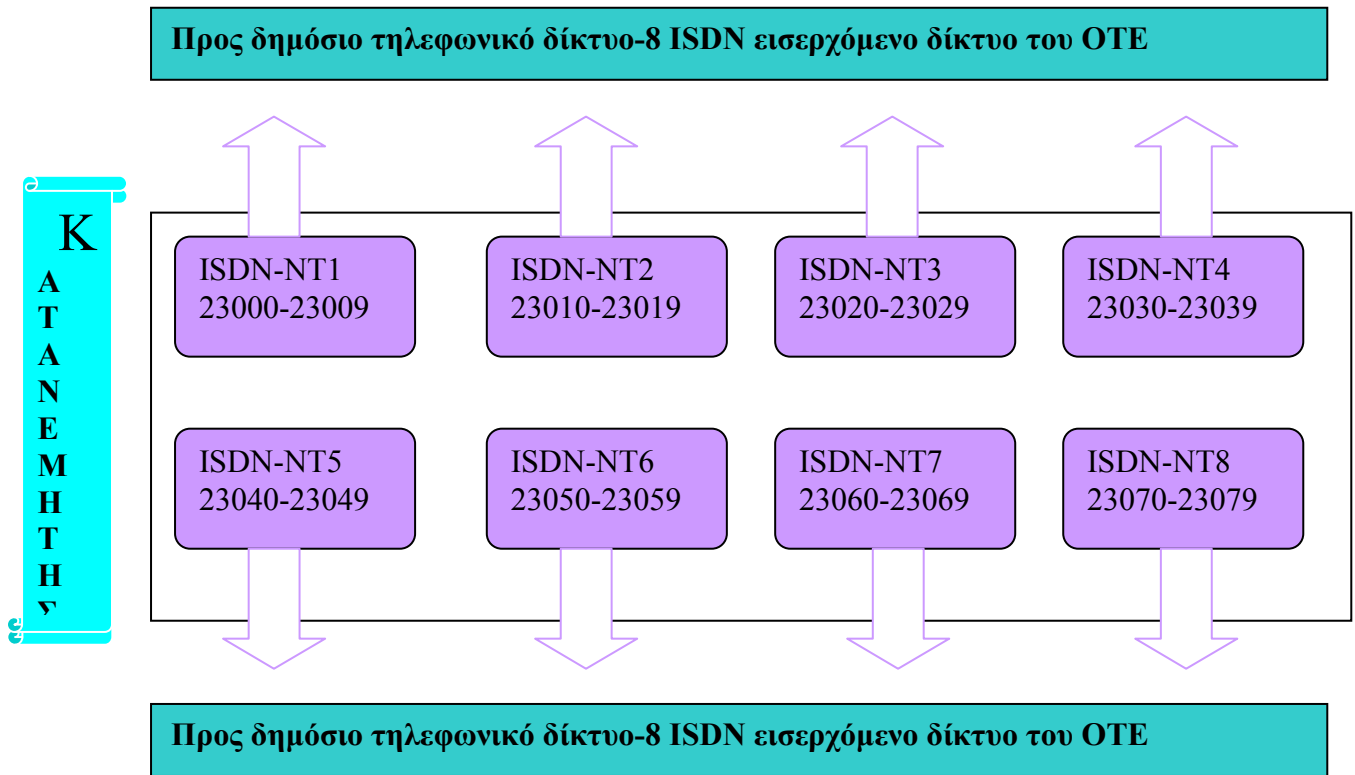 Προς δημόσιο τηλεφωνικό δίκτυο-8 ISDN εισερχόμενο δίκτυο του ΟΤΕ
Κ
Α
Τ
Α
Ν
Ε
Μ
Η
Τ
Η
Σ
ISDN-NT1
23000-23009
ISDN-NT2
23010-23019
ISDN-NT3
23020-23029
ISDN-NT4
23030-23039
ISDN-NT5
23040-23049
ISDN-NT6
23050-23059
ISDN-NT7
23060-23069
ISDN-NT8
23070-23079
Προς δημόσιο τηλεφωνικό δίκτυο-8 ISDN εισερχόμενο δίκτυο του ΟΤΕ